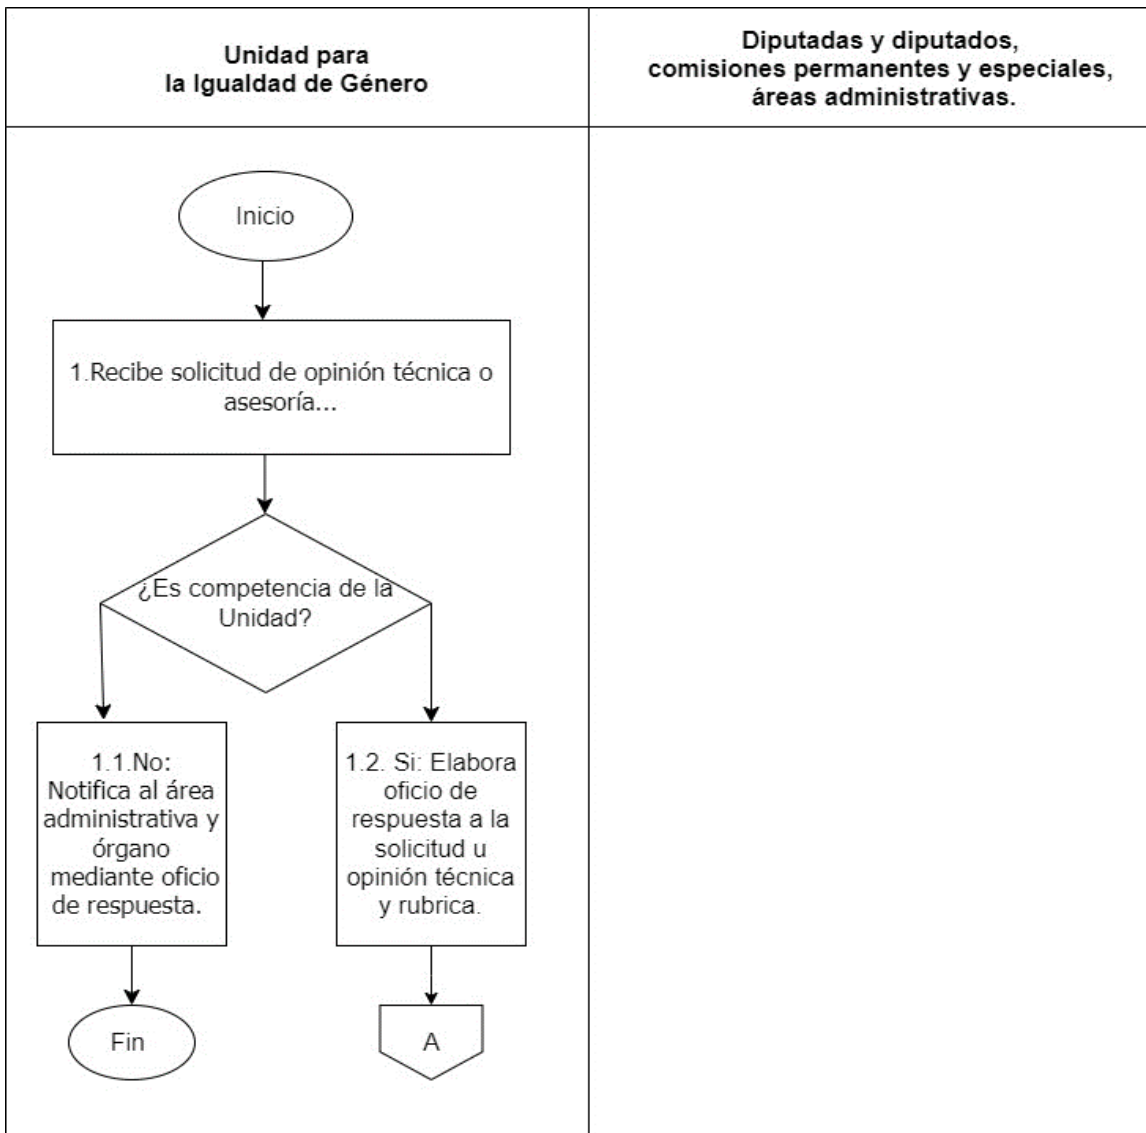 Unidad para
la Igualdad de Género
Diputadas y diputados,
comisiones permanentes y especiales,
áreas administrativas.
Inicio
1.Recibe solicitud de opinión técnica o
asesoría...
¿Es competencia de la
Unidad?
1.1.No:
Notifica al área
administrativa y
órgano
mediante oficio
de respuesta.
1.2. Si: Elabora
oficio de
respuesta a la
solicitud u
opinión técnica
y rubrica.
Fin
A